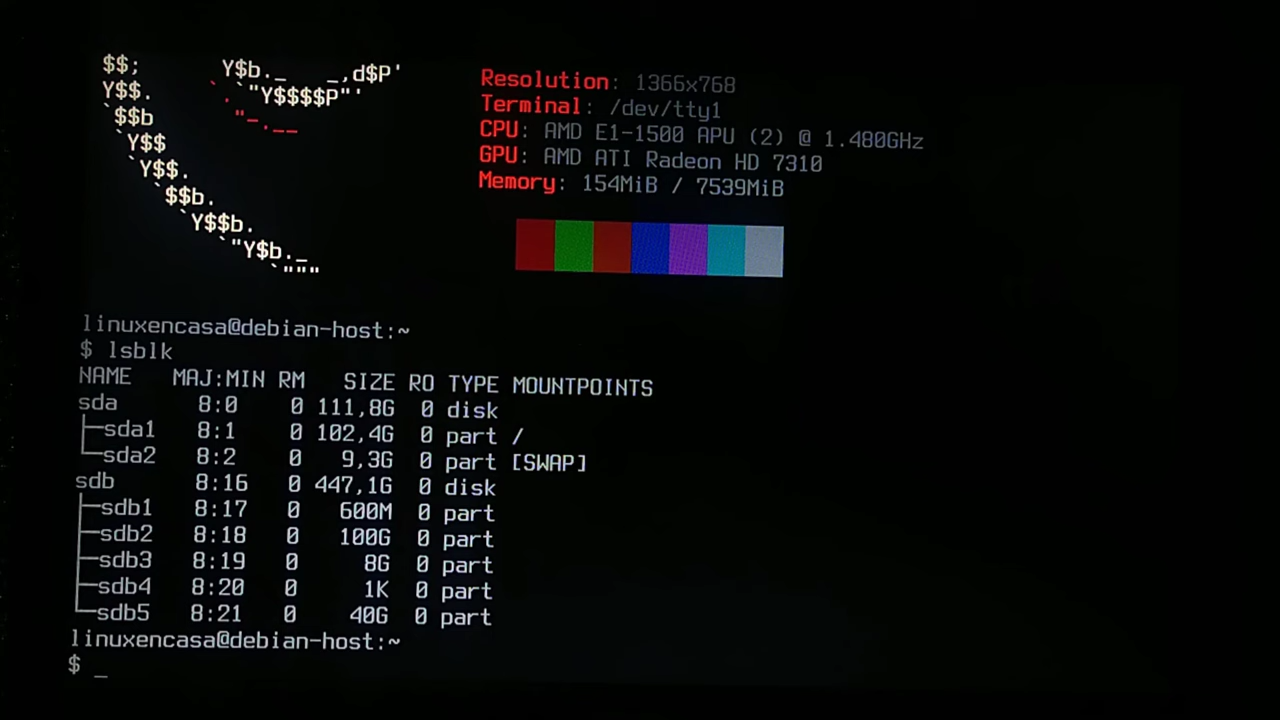 $$;         Y$b._   _,d$P'
Y$$.       `.`"Y$$$$P"'
`$$b         "-.__
`Y$$
`Y$$.
`$$b.
`Y$$b.
`"Y$b._
`"""
Resolution: 1366x768
Terminal: /dev/tty1
CPU: AMD E1-1500 APU (2) @ 1.480GHz
GPU: AMD ATI Radeon HD 7310
Memory: 154MiB / 7539MiB
linuxencasa@debian-host:~
$ lsblk
NAME   MAJ:MIN RM   SIZE RO TYPE MOUNTPOINTS
sda      8:0    0 111,8G  0 disk
├─sda1   8:1    0 102,4G  0 part /
└─sda2   8:2    0   9,3G  0 part [SWAP]
sdb      8:16   0 447,1G  0 disk
├─sdb1   8:17   0   600M  0 part
├─sdb2   8:18   0   100G  0 part
├─sdb3   8:19   0     8G  0 part
├─sdb4   8:20   0     1K  0 part
└─sdb5   8:21   0    40G  0 part
linuxencasa@debian-host:~
$ _